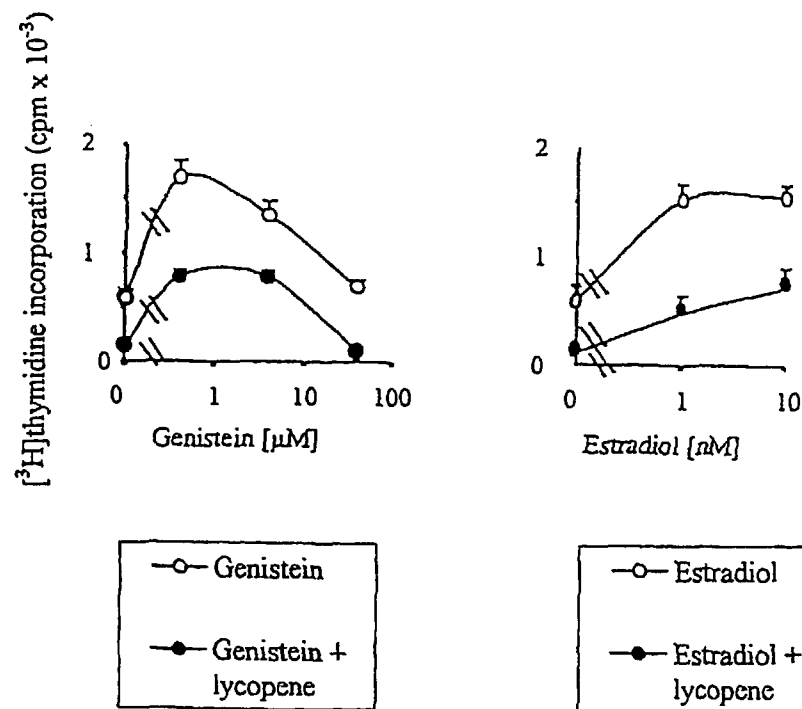 [³H]thymidine incorporation (cpm x 10⁻³)
2
1
0
0 1 10 100
Genistein [µM]
2
1
0
0 1 10
Estradiol [nM]
Genistein
Genistein +
lycopene
Estradiol
Estradiol +
lycopene